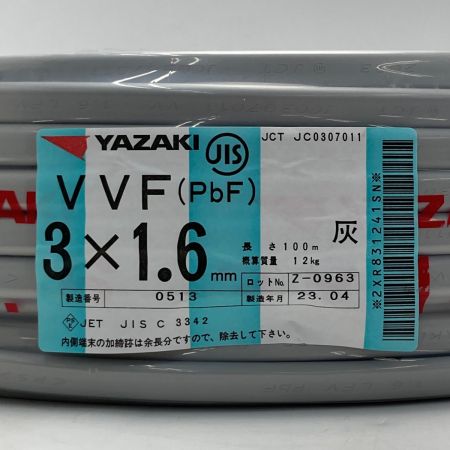 YAZAKI JIS JCT JC0307011
VVF(PbF)
3×1.6mm
長さ 100m 灰
概算質量 12kg
ロットNo. Z-0963
製造番号 0513 製造年月 23.04
PSE JET JIS C 3342
内側端末の加締跡は余長分ですので、除去して下さい。
※2XR831241SN※
YAZAKI